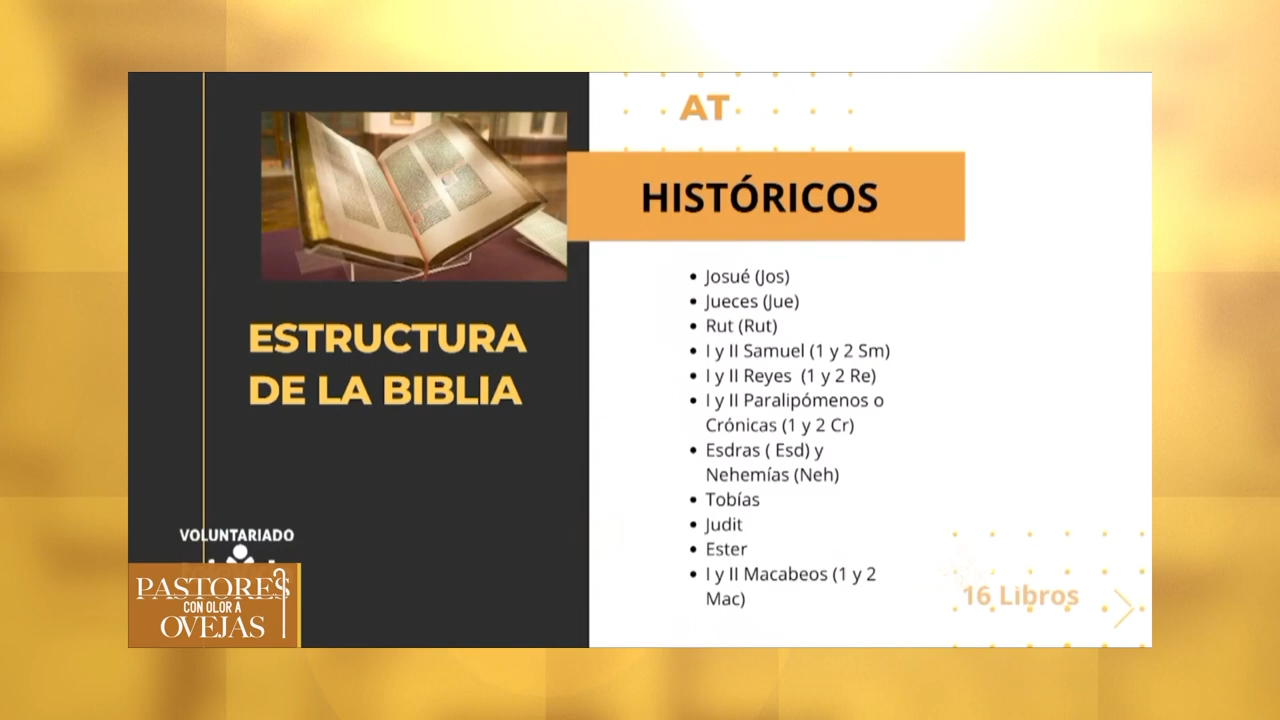 AT
HISTÓRICOS
ESTRUCTURA
DE LA BIBLIA
• Josué (Jos)
• Jueces (Jue)
• Rut (Rut)
• I y II Samuel (1 y 2 Sm)
• I y II Reyes (1 y 2 Re)
• I y II Paralipómenos o
Crónicas (1 y 2 Cr)
• Esdras ( Esd) y
Nehemías (Neh)
• Tobías
• Judit
• Ester
• I y II Macabeos (1 y 2
Mac)
16 Libros
VOLUNTARIADO
PASTORES
CON OLOR A
OVEJAS